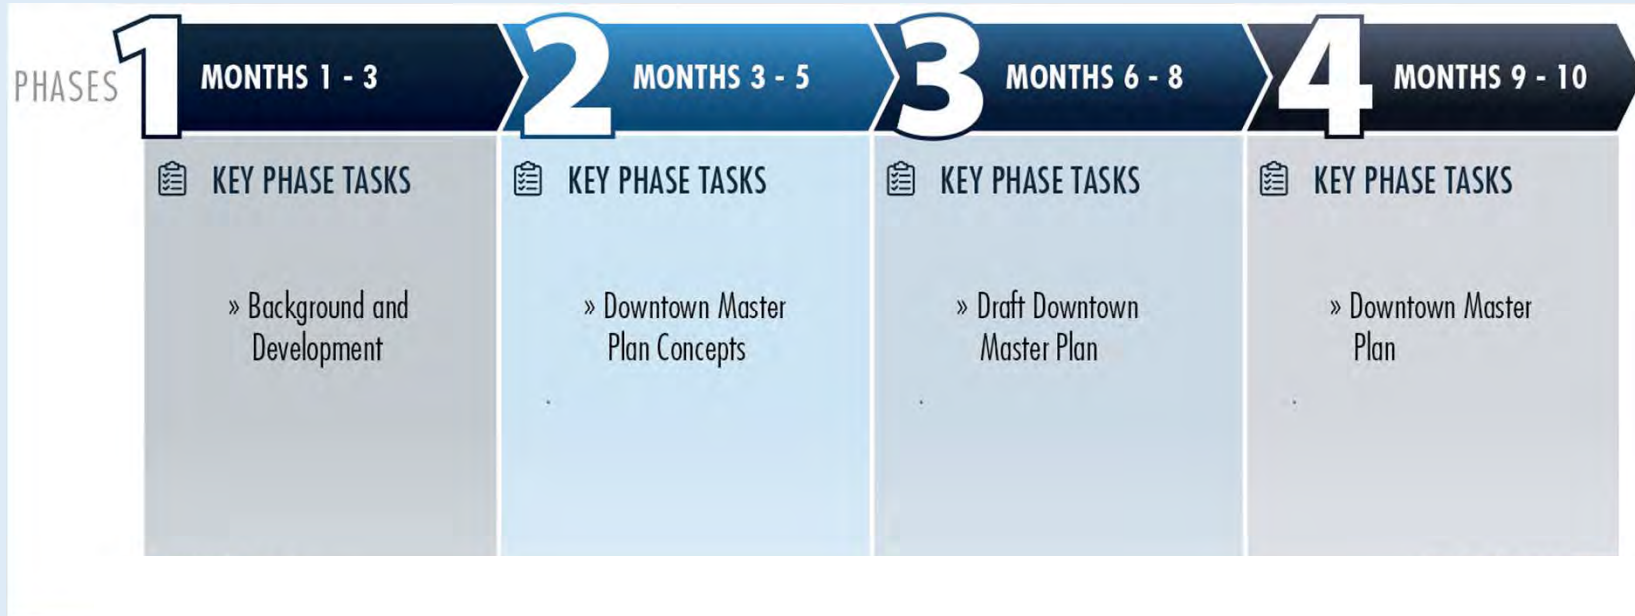 PHASES
1 MONTHS 1 - 3
2 MONTHS 3 - 5
3 MONTHS 6 - 8
4 MONTHS 9 - 10
KEY PHASE TASKS
» Background and
Development
KEY PHASE TASKS
» Downtown Master
Plan Concepts
.
KEY PHASE TASKS
» Draft Downtown
Master Plan
.
KEY PHASE TASKS
» Downtown Master
Plan
.